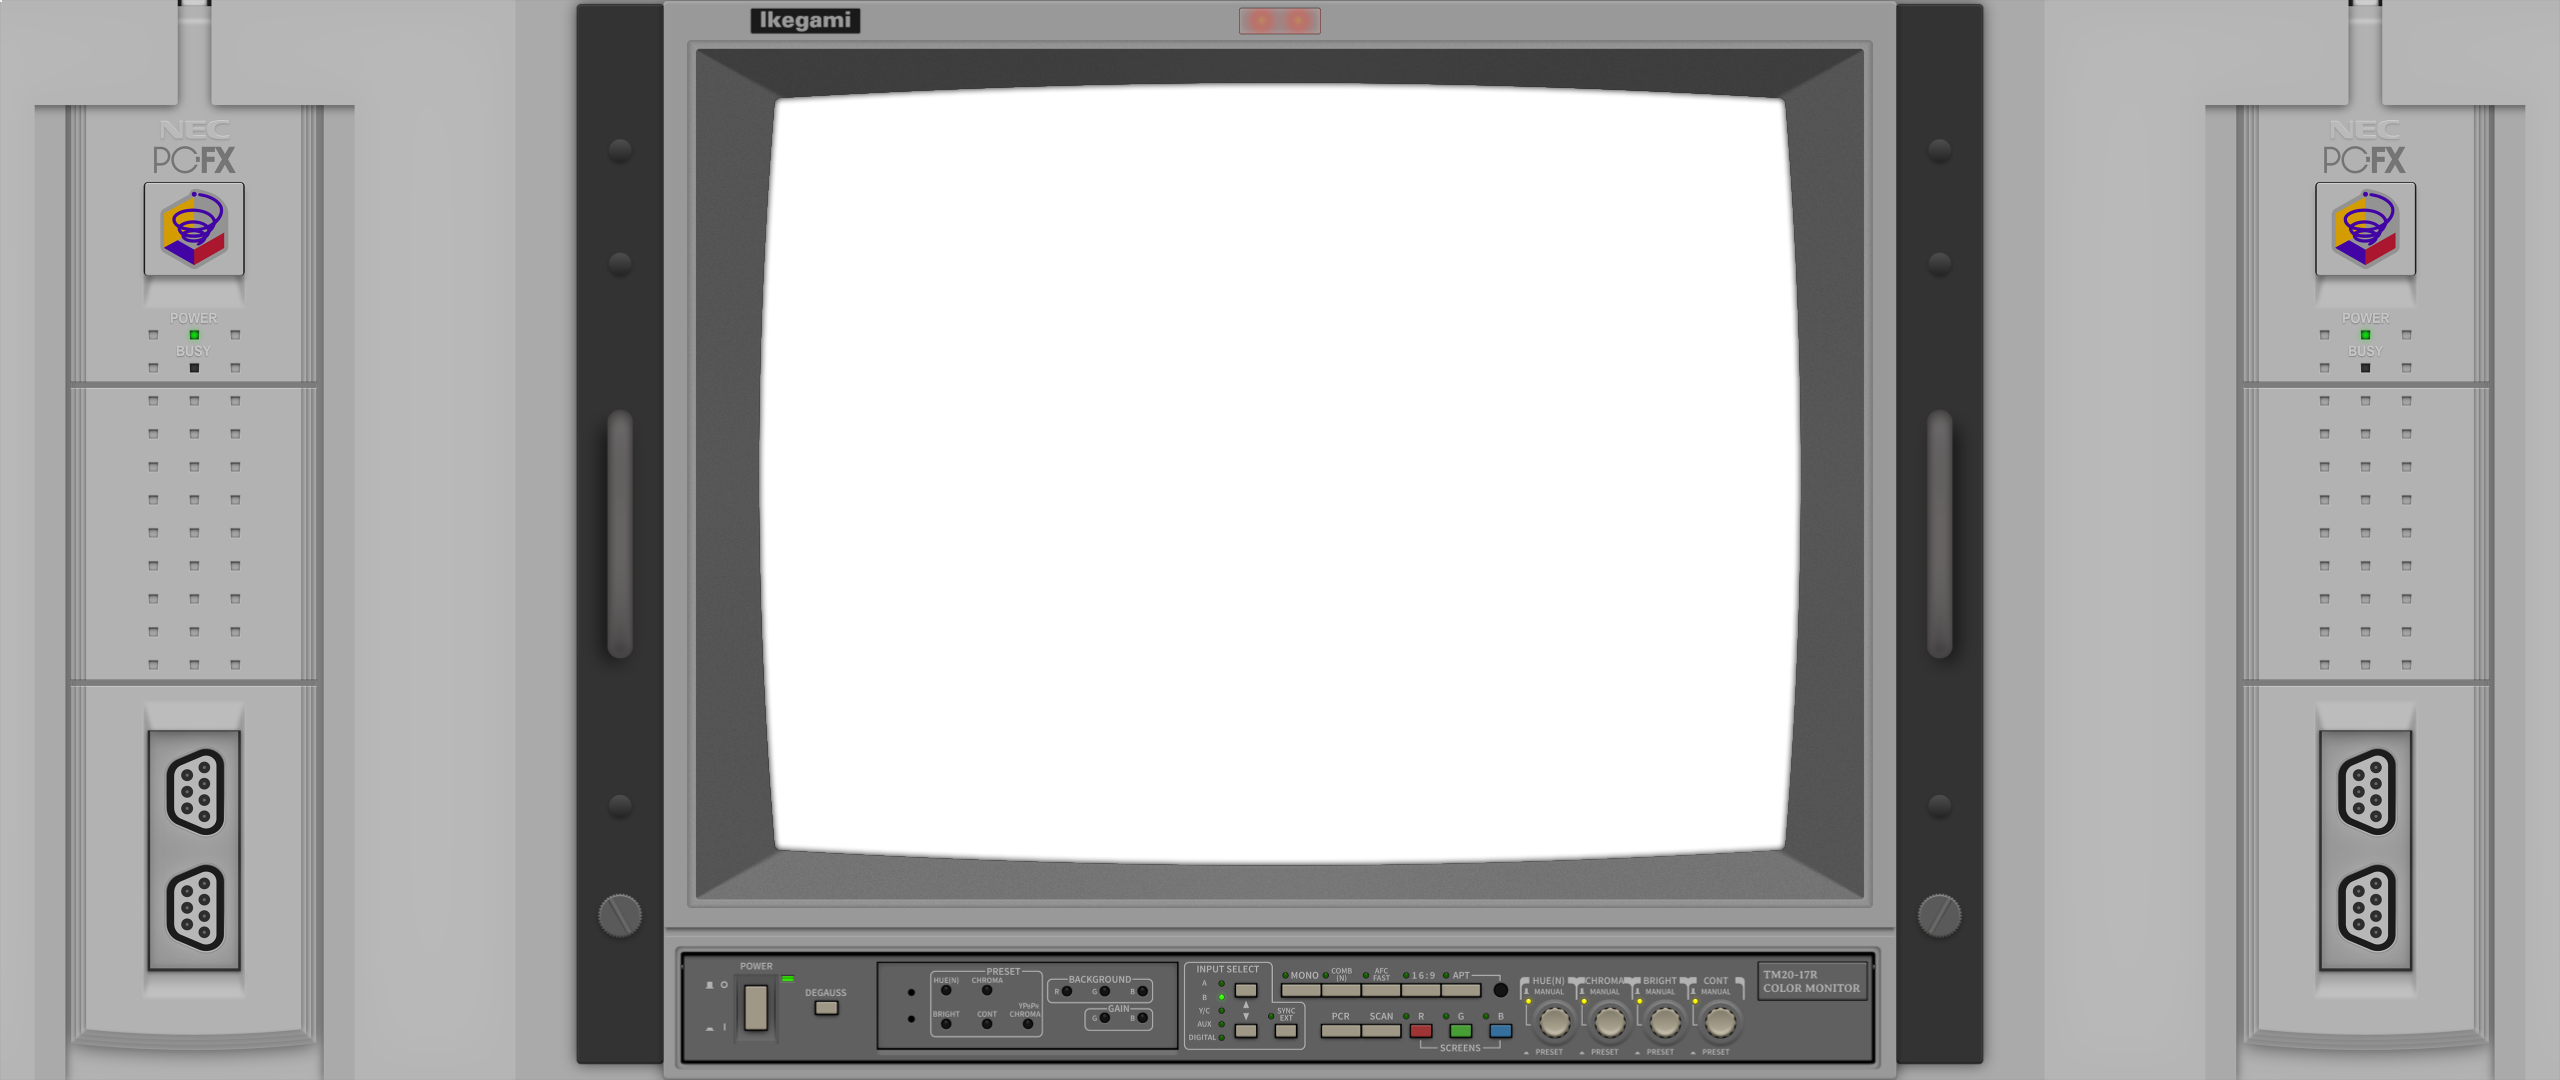 Ikegami
NEC
PC-FX
POWER
BUSY
NEC
PC-FX
POWER
BUSY
POWER
DEGAUSS
PRESET
HUE(N) CHROMA
BRIGHT CONT YPBPR CHROMA
BACKGROUND
R G B
GAIN
G B
INPUT SELECT
A
B
Y/C
AUX
DIGITAL
SYNC EXT
MONO COMB (N) AFC FAST 16:9 APT
PCR SCAN R G B
SCREENS
HUE(N) CHROMA BRIGHT CONT
MANUAL MANUAL MANUAL MANUAL
PRESET PRESET PRESET PRESET
TM20-17R
COLOR MONITOR